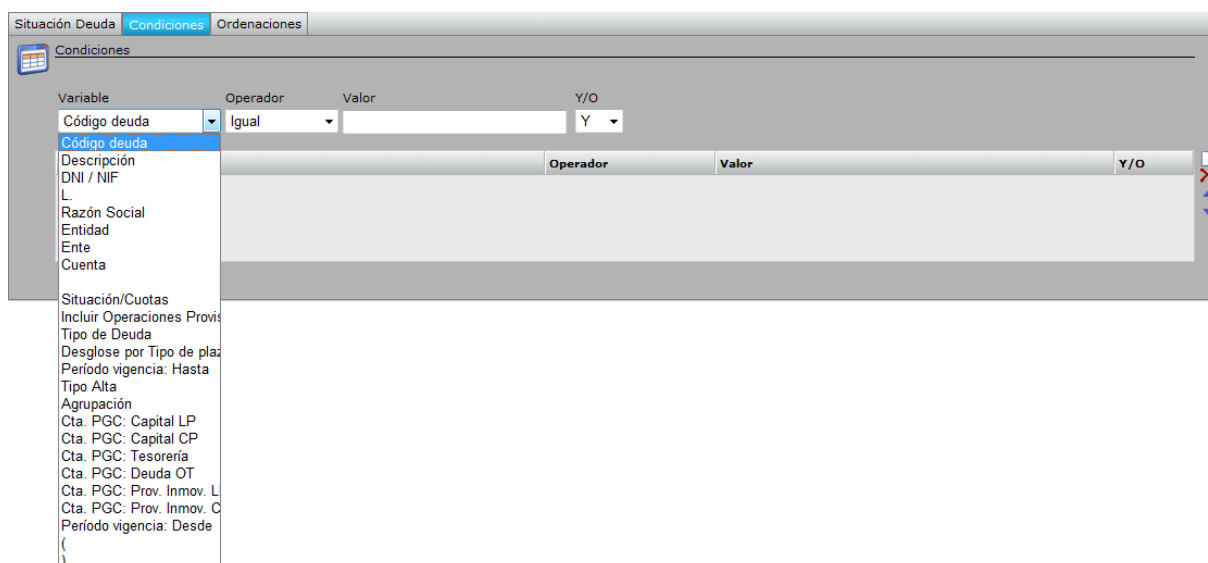 Situación Deuda Condiciones Ordenaciones
Condiciones
Variable Operador Valor Y/O
Código deuda Igual Y
Código deuda
Operador Valor Y/O
Descripción
DNI / NIF
L.
Razón Social
Entidad
Ente
Cuenta
Situación/Cuotas
Incluir Operaciones Provis
Tipo de Deuda
Desglose por Tipo de plaz
Período vigencia: Hasta
Tipo Alta
Agrupación
Cta. PGC: Capital LP
Cta. PGC: Capital CP
Cta. PGC: Tesorería
Cta. PGC: Deuda OT
Cta. PGC: Prov. Inmov. L
Cta. PGC: Prov. Inmov. C
Período vigencia: Desde
(
)